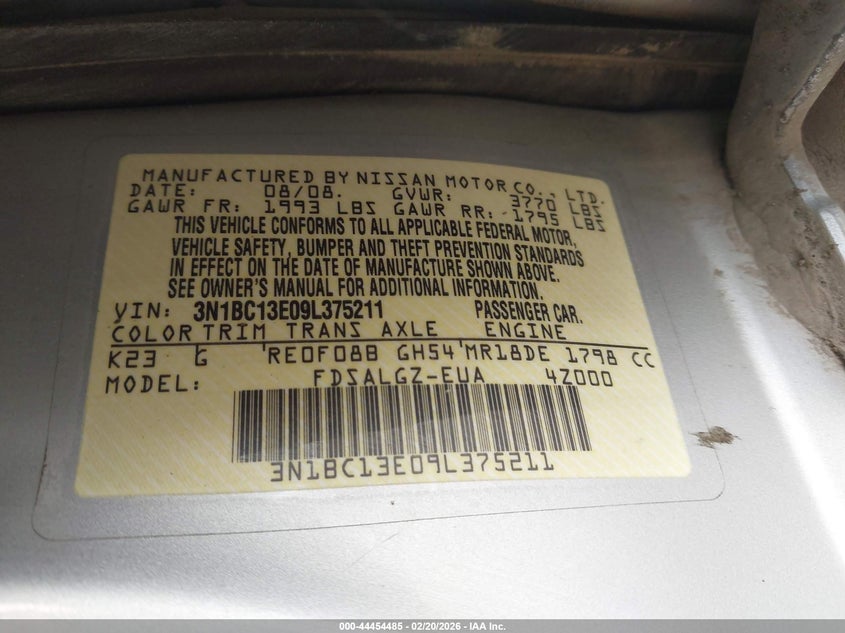 MANUFACTURED BY NISSAN MOTOR CO., LTD.
DATE: 08/08. GVWR: 3770 LBS
GAWR FR: 1993 LBS GAWR RR: 1795 LBS
THIS VEHICLE CONFORMS TO ALL APPLICABLE FEDERAL MOTOR
VEHICLE SAFETY, BUMPER AND THEFT PREVENTION STANDARDS
IN EFFECT ON THE DATE OF MANUFACTURE SHOWN ABOVE.
SEE OWNER'S MANUAL FOR ADDITIONAL INFORMATION.
VIN: 3N1BC13E09L375211 PASSENGER CAR.
COLOR TRIM TRANS AXLE ENGINE
K23 G RE0F08B GH54 MR18DE 1798 CC
MODEL: FDSALGZ-EUA 4Z000
3N1BC13E09L375211
000-44454485 - 02/20/2026 - IAA Inc.